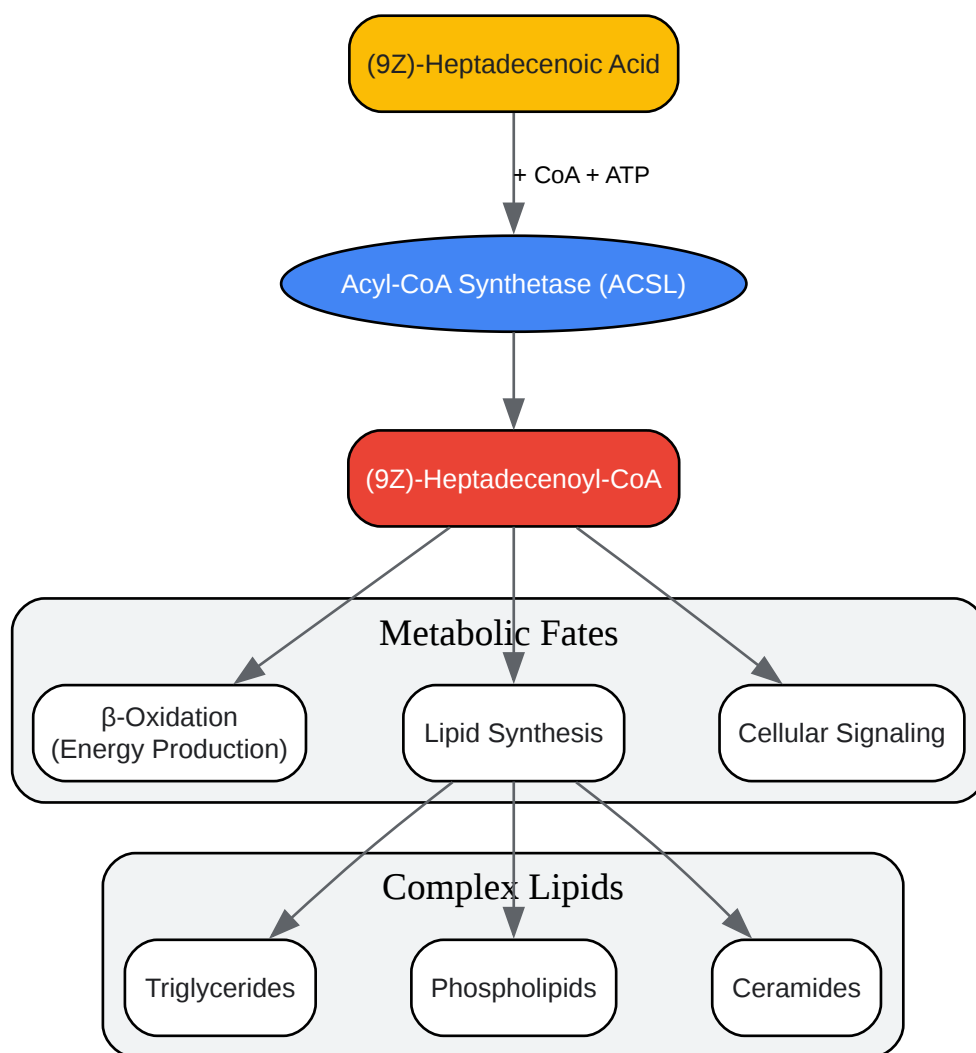 (9Z)-Heptadecenoic Acid
+ CoA + ATP
Acyl-CoA Synthetase (ACSL)
(9Z)-Heptadecenoyl-CoA
Metabolic Fates
β-Oxidation
(Energy Production)
Lipid Synthesis
Cellular Signaling
Complex Lipids
Triglycerides
Phospholipids
Ceramides